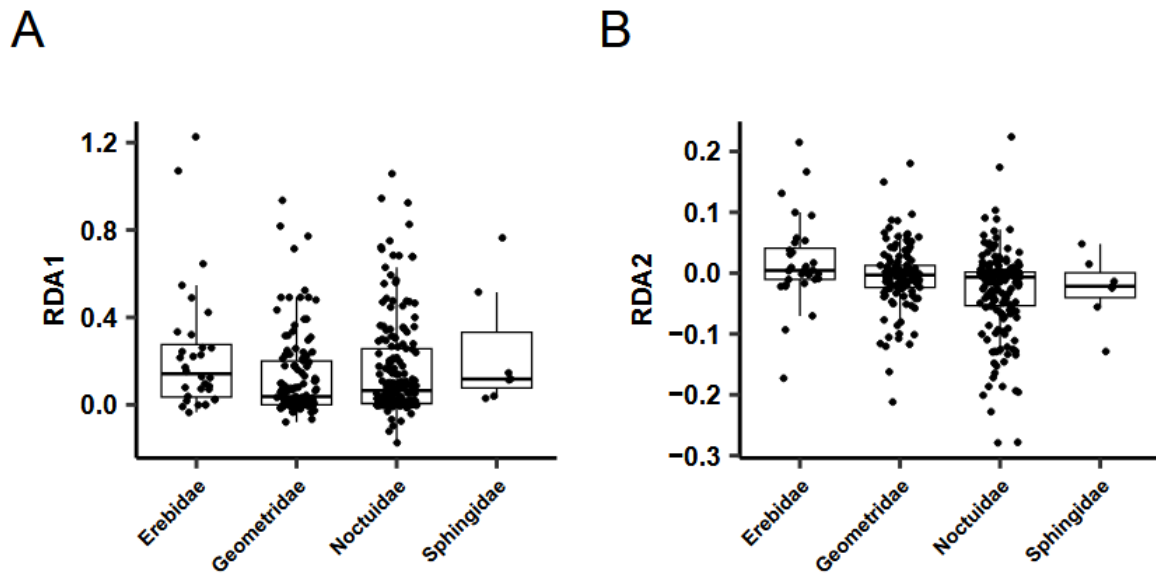 A
B
RDA1
1.2
0.8
0.4
0.0
Erebidae
Geometridae
Noctuidae
Sphingidae
RDA2
0.2
0.1
0.0
−0.1
−0.2
−0.3
Erebidae
Geometridae
Noctuidae
Sphingidae